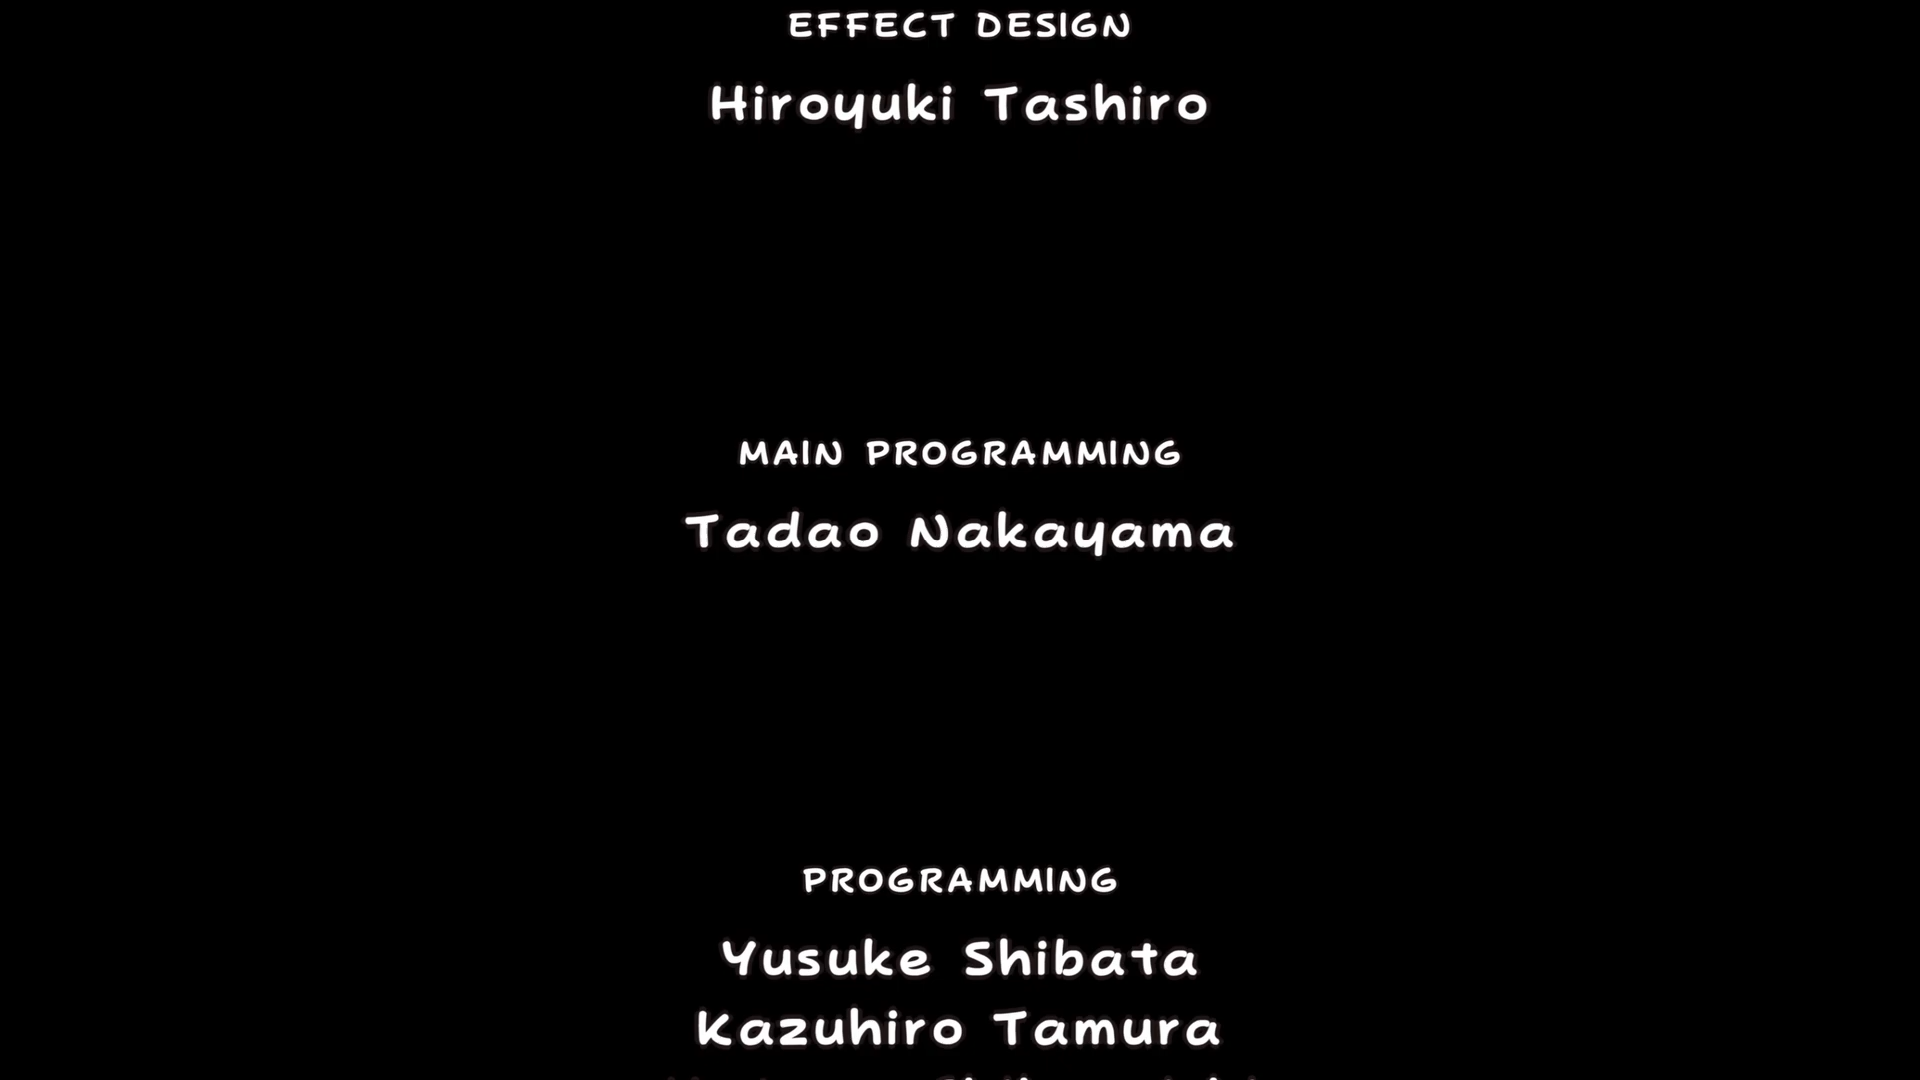 EFFECT DESIGN
Hiroyuki Tashiro
MAIN PROGRAMMING
Tadao Nakayama
PROGRAMMING
Yusuke Shibata
Kazuhiro Tamura